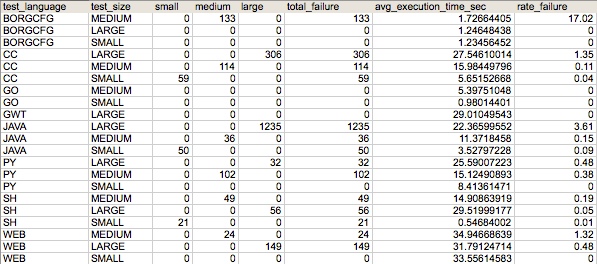 test_language test_size small medium large total_failure avg_execution_time_sec rate_failure
BORGCFG MEDIUM 0 133 0 133 1.72664405 17.02
BORGCFG LARGE 0 0 0 0 1.24648438 0
BORGCFG SMALL 0 0 0 0 1.23456452 0
CC LARGE 0 0 306 306 27.54610014 1.35
CC MEDIUM 0 114 0 114 15.98449796 0.11
CC SMALL 59 0 0 59 5.65152668 0.04
GO MEDIUM 0 0 0 0 5.39751048 0
GO SMALL 0 0 0 0 0.98014401 0
GWT LARGE 0 0 0 0 29.01049543 0
JAVA LARGE 0 0 1235 1235 22.36599552 3.61
JAVA MEDIUM 0 36 0 36 11.3718458 0.15
JAVA SMALL 50 0 0 50 3.52797228 0.09
PY LARGE 0 0 32 32 25.59007223 0.48
PY MEDIUM 0 102 0 102 15.12490893 0.38
PY SMALL 0 0 0 0 8.41361471 0
SH MEDIUM 0 49 0 49 14.90863919 0.19
SH LARGE 0 0 56 56 29.51999177 0.05
SH SMALL 21 0 0 21 0.54684002 0.01
WEB MEDIUM 0 24 0 24 34.94668639 1.32
WEB LARGE 0 0 149 149 31.79124714 0.48
WEB SMALL 0 0 0 0 33.55614583 0